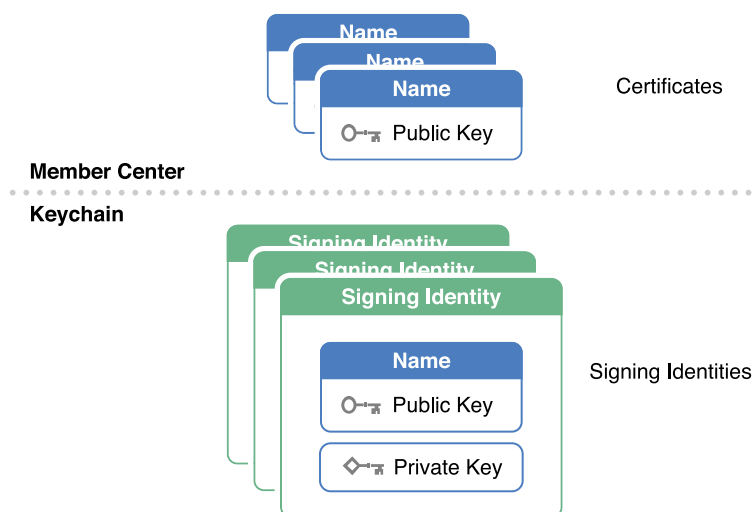 Name
Name
Name
Public Key
Certificates
Member Center
Keychain
Signing Identity
Signing Identity
Signing Identity
Name
Public Key
Private Key
Signing Identities